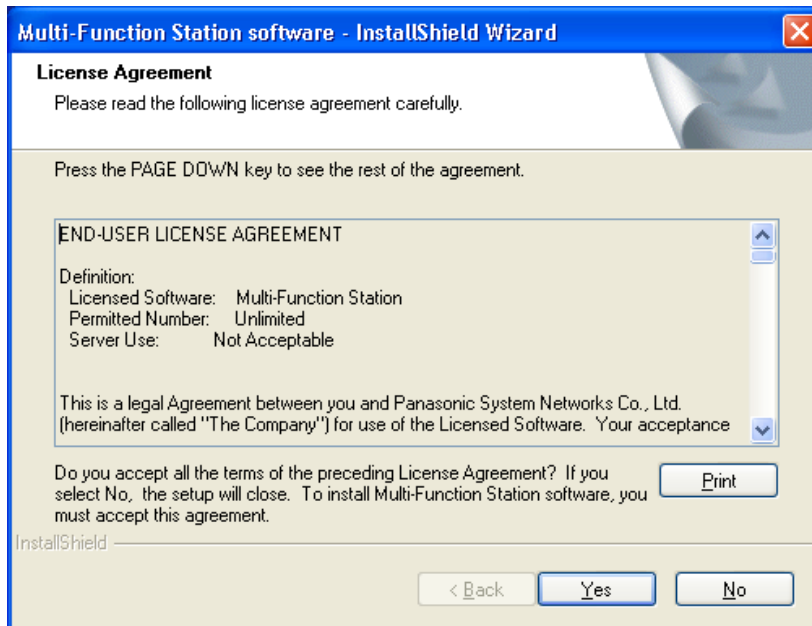 Multi-Function Station software - InstallShield Wizard
License Agreement
Please read the following license agreement carefully.
Press the PAGE DOWN key to see the rest of the agreement.
END-USER LICENSE AGREEMENT
Definition:
Licensed Software: Multi-Function Station
Permitted Number: Unlimited
Server Use: Not Acceptable
This is a legal Agreement between you and Panasonic System Networks Co., Ltd.
(hereinafter called "The Company") for use of the Licensed Software. Your acceptance
Do you accept all the terms of the preceding License Agreement? If you
select No, the setup will close. To install Multi-Function Station software, you
must accept this agreement.
Print
InstallShield
< Back Yes No